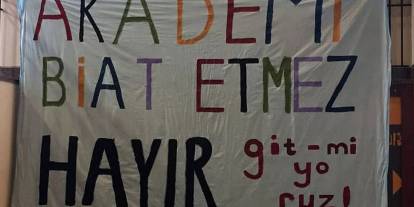 AKADEMİ
BİAT ETMEZ
HAYIR git-mi
yo
ruz!